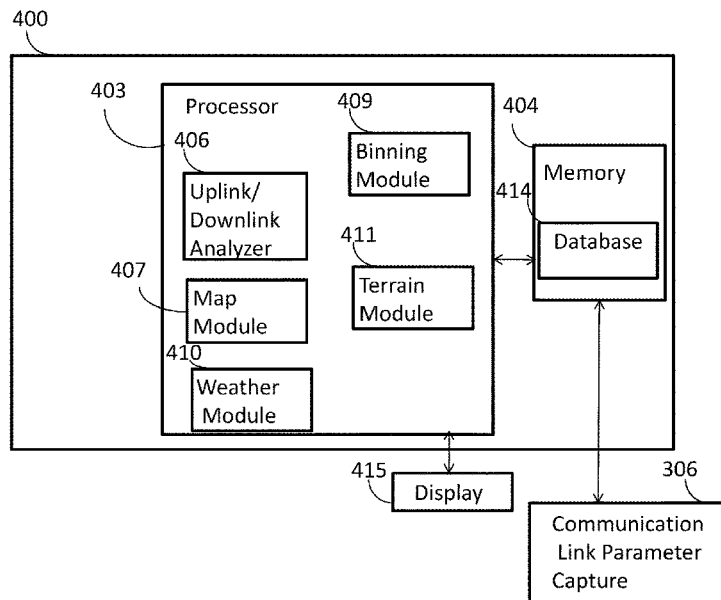 400
403
Processor
409
Binning
Module
404
Memory
406
Uplink/
Downlink
Analyzer
414
Database
411
Terrain
Module
407
Map
Module
410
Weather
Module
415
Display
306
Communication
Link Parameter
Capture